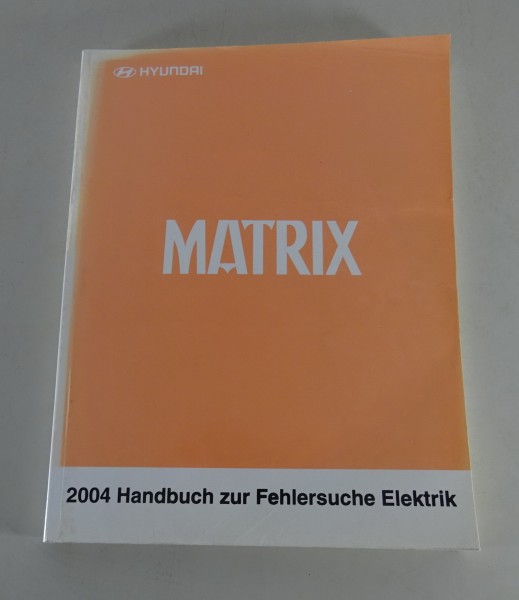 HYUNDAI
MATRIX
2004 Handbuch zur Fehlersuche Elektrik